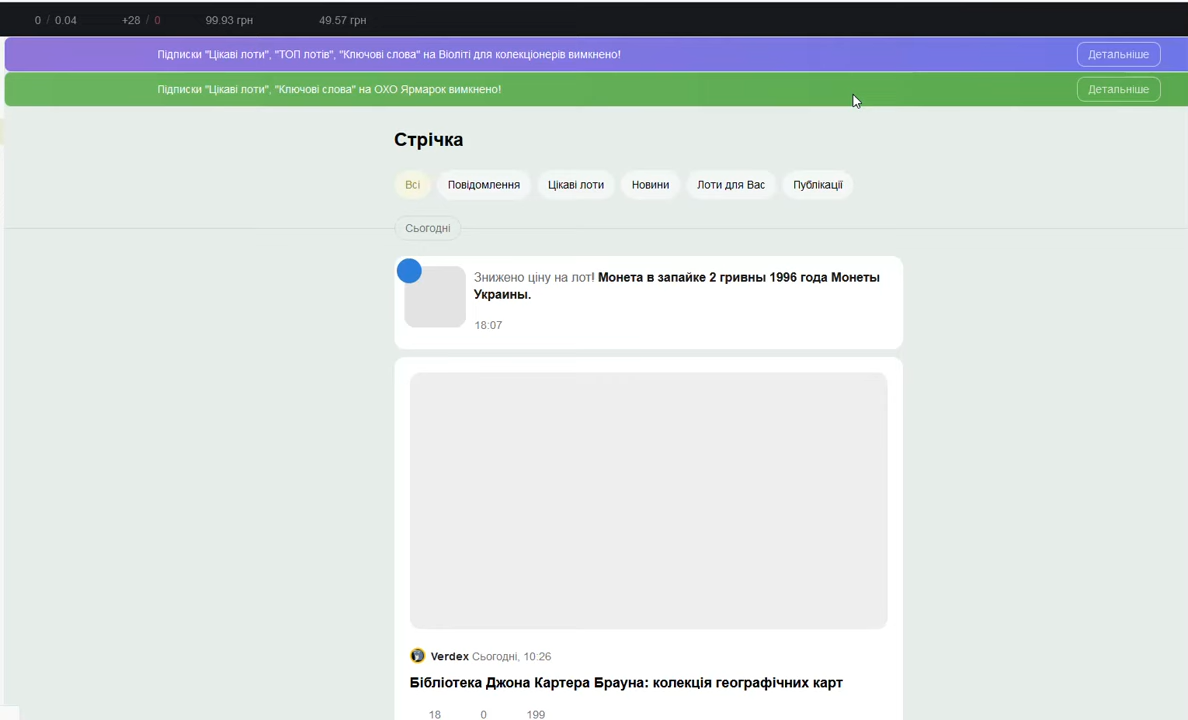 0 / 0.04 +28 / 0 99.93 грн 49.57 грн
Підписки "Цікаві лоти", "ТОП лотів", "Ключові слова" на Віоліті для колекціонерів вимкнено! Детальніше
Підписки "Цікаві лоти", "Ключові слова" на ОХО Ярмарок вимкнено! Детальніше
Стрічка
Всі Повідомлення Цікаві лоти Новини Лоти для Вас Публікації
Сьогодні
Знижено ціну на лот! Монета в запайке 2 гривны 1996 года Монеты
Украины.
18:07
Verdex Сьогодні, 10:26
Бібліотека Джона Картера Брауна: колекція географічних карт
18 0 199